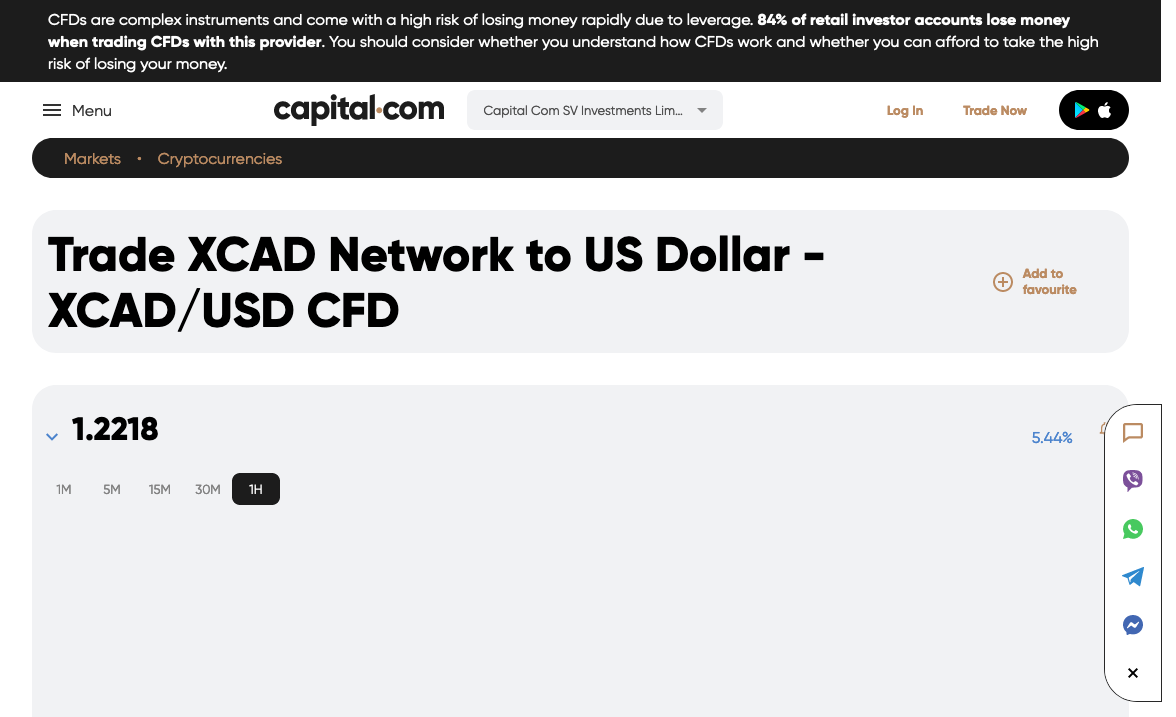 CFDs are complex instruments and come with a high risk of losing money rapidly due to leverage. 84% of retail investor accounts lose money
when trading CFDs with this provider. You should consider whether you understand how CFDs work and whether you can afford to take the high
risk of losing your money.
Menu
capital.com
Capital Com SV Investments Lim...
Log In
Trade Now
Markets • Cryptocurrencies
Trade XCAD Network to US Dollar -
XCAD/USD CFD
Add to
favourite
1.2218
5.44%
1M 5M 15M 30M 1H